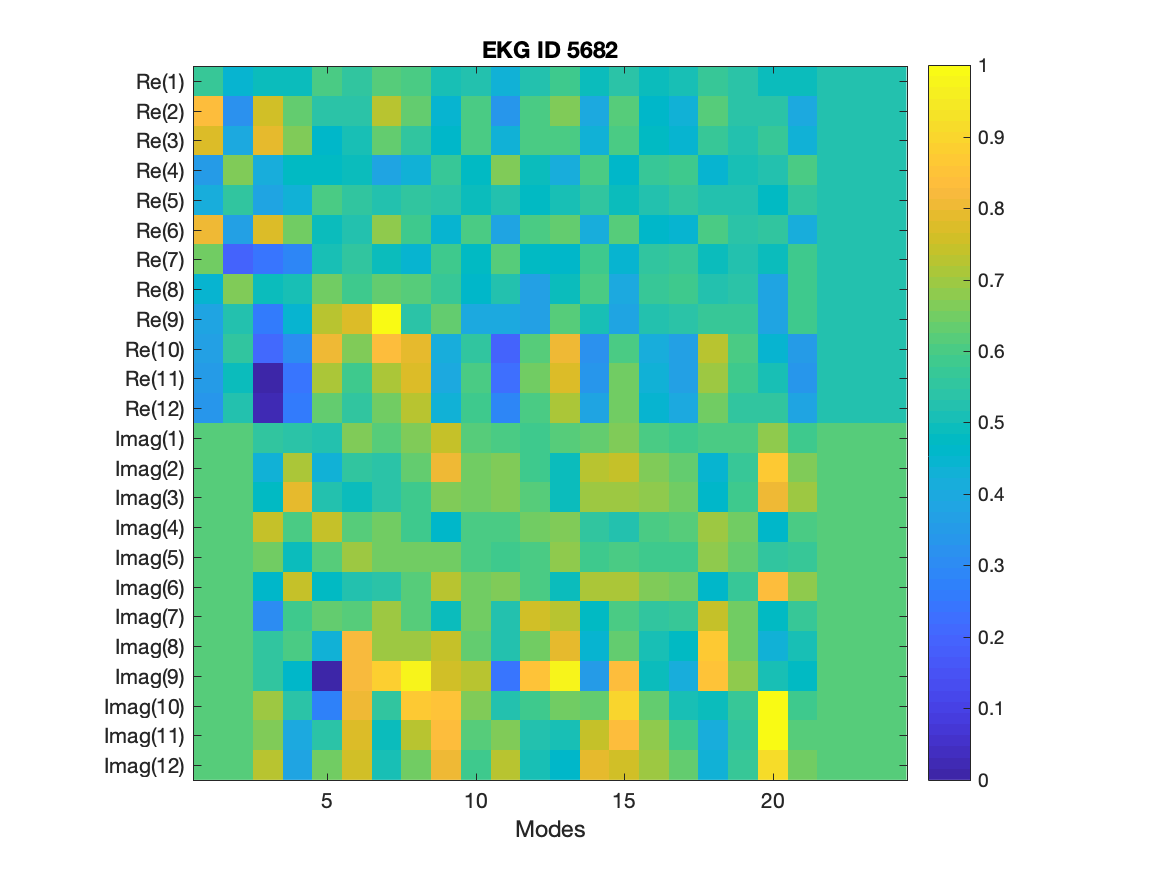 EKG ID 5682
Re(1)
Re(2)
Re(3)
Re(4)
Re(5)
Re(6)
Re(7)
Re(8)
Re(9)
Re(10)
Re(11)
Re(12)
Imag(1)
Imag(2)
Imag(3)
Imag(4)
Imag(5)
Imag(6)
Imag(7)
Imag(8)
Imag(9)
Imag(10)
Imag(11)
Imag(12)
5 10 15 20
Modes
1
0.9
0.8
0.7
0.6
0.5
0.4
0.3
0.2
0.1
0